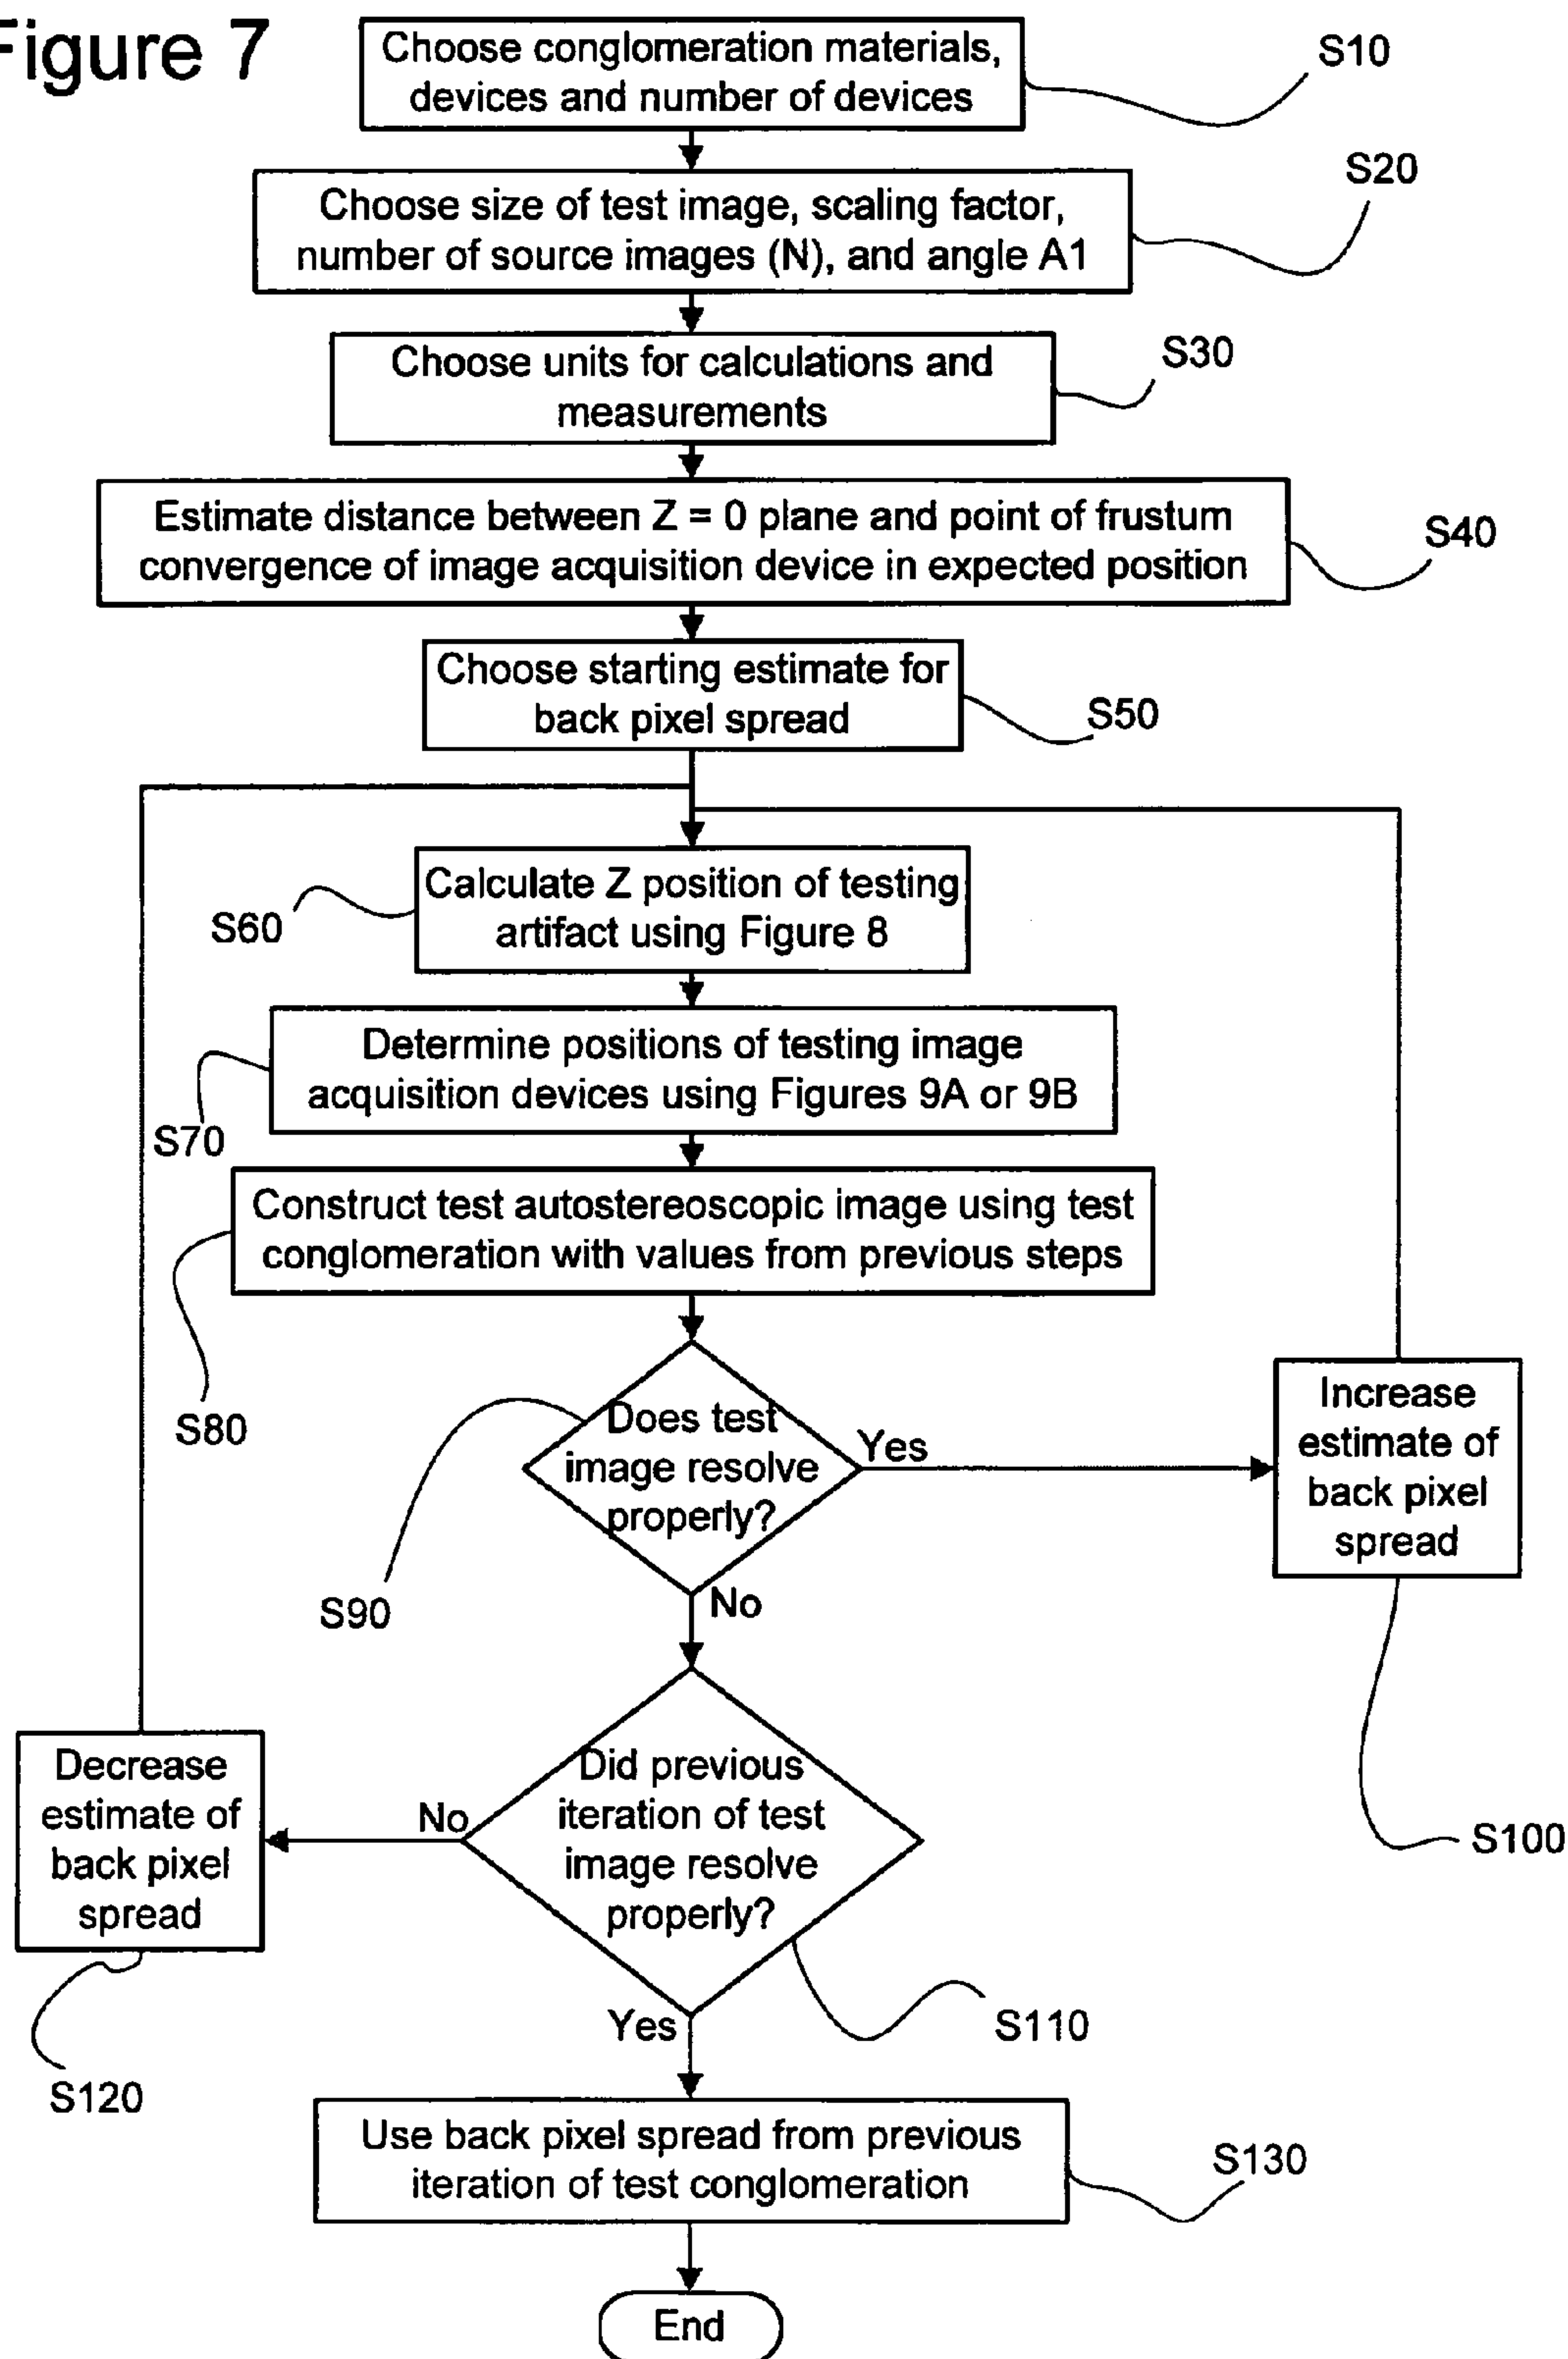 Figure 7
Choose conglomeration materials,
devices and number of devices
S10
Choose size of test image, scaling factor,
number of source images (N), and angle A1
S20
Choose units for calculations and
measurements
S30
Estimate distance between Z = 0 plane and point of frustum
convergence of image acquisition device in expected position
S40
Choose starting estimate for
back pixel spread
S50
Calculate Z position of testing
artifact using Figure 8
S60
Determine positions of testing image
acquisition devices using Figures 9A or 9B
S70
Construct test autostereoscopic image using test
conglomeration with values from previous steps
S80
Does test
image resolve
properly?
S90
Yes
Increase
estimate of
back pixel
spread
S100
No
Did previous
iteration of test
image resolve
properly?
S110
No
Decrease
estimate of
back pixel
spread
S120
Yes
Use back pixel spread from previous
iteration of test conglomeration
S130
End